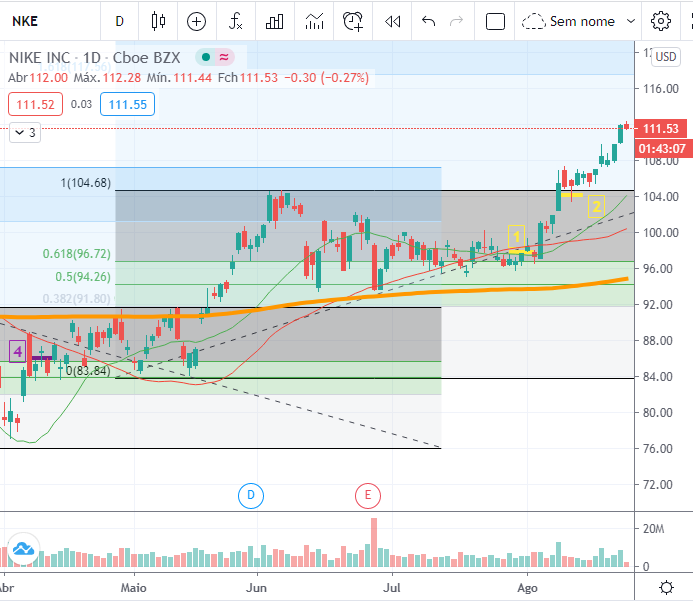 NKE D fx Sem nome
NIKE INC · 1D · Cboe BZX
USD
Abr112.00 Máx.112.28 Mín.111.44 Fch111.53 −0.30 (−0.27%)
111.52 0.03 111.55
3
116.00
111.53
01:43:07
108.00
1(104.68)
104.00
2
100.00
1
0.618(96.72)
96.00
0.5(94.26)
0.382(91.80)
92.00
88.00
4
0(83.84)
84.00
80.00
76.00
72.00
D E
20M
0
Abr Maio Jun Jul Ago